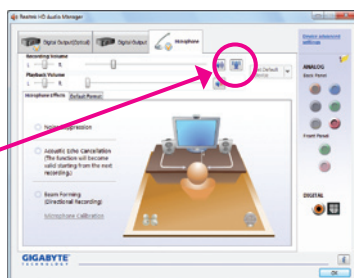 Realtek HD Audio Manager
Digital Output(Default)
Digital Output
Microphone
Device advanced
settings
Recording Volume
L R
Playback Volume
L R
Microphone Effects
Default Format
Noise Suppression
Acoustic Echo Cancellation
(The function will become
valid starting from the next
recording.)
Beam Forming
(Directional Recording)
Microphone Calibration
ANALOG
Back Panel
Front Panel
DIGITAL
GIGABYTE
TECHNOLOGY
OK